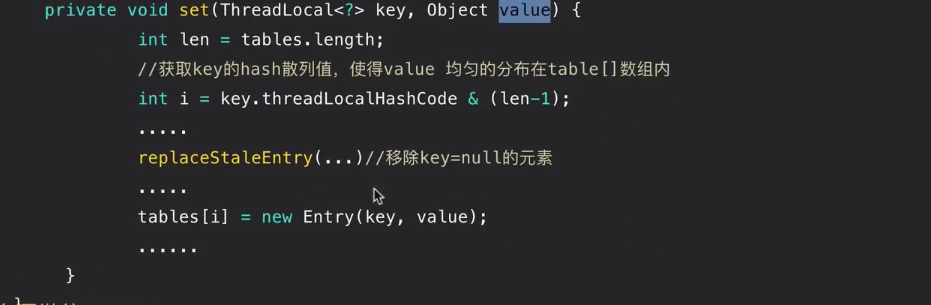 private void set(ThreadLocal<?> key, Object value) {
int len = tables.length;
//获取key的hash散列值，使得value 均匀的分布在table[]数组内
int i = key.threadLocalHashCode & (len-1);
.....
replaceStaleEntry(...)//移除key=null的元素
.....
tables[i] = new Entry(key, value);
......
}
}